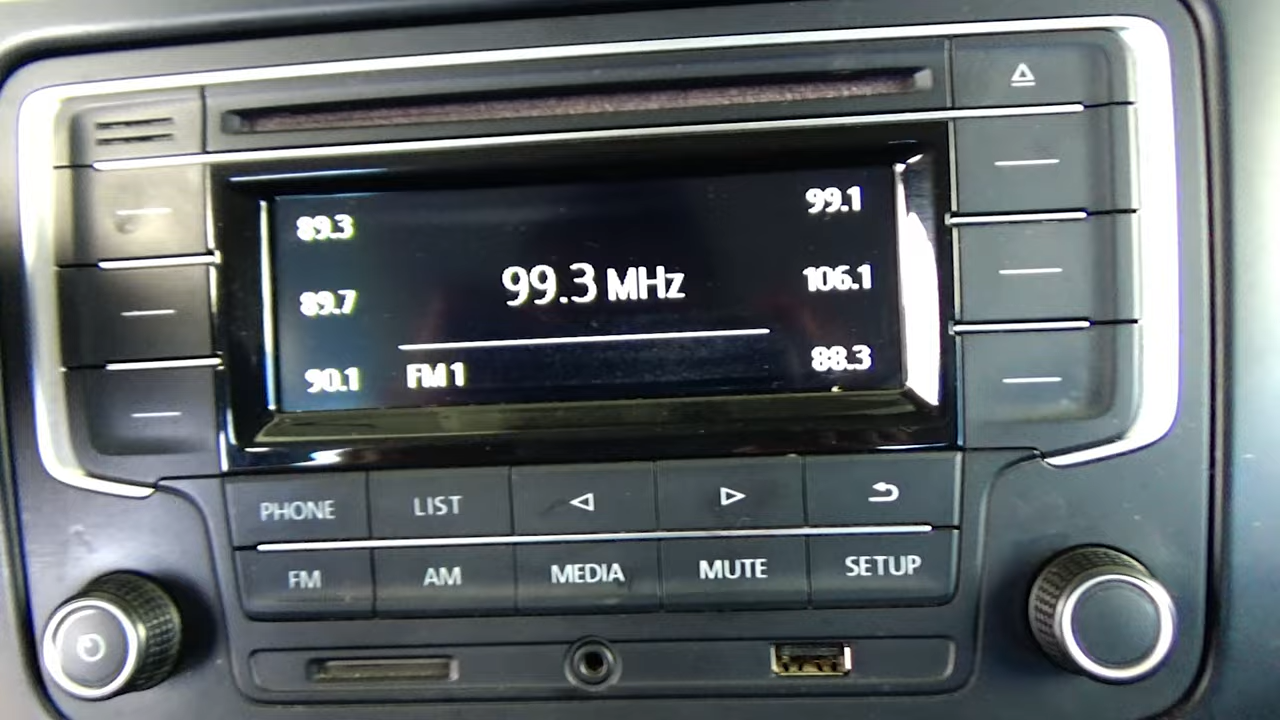 89.3
99.1
99.3 MHz
89.7
106.1
90.1
FM1
88.3
PHONE LIST
FM AM MEDIA MUTE SETUP